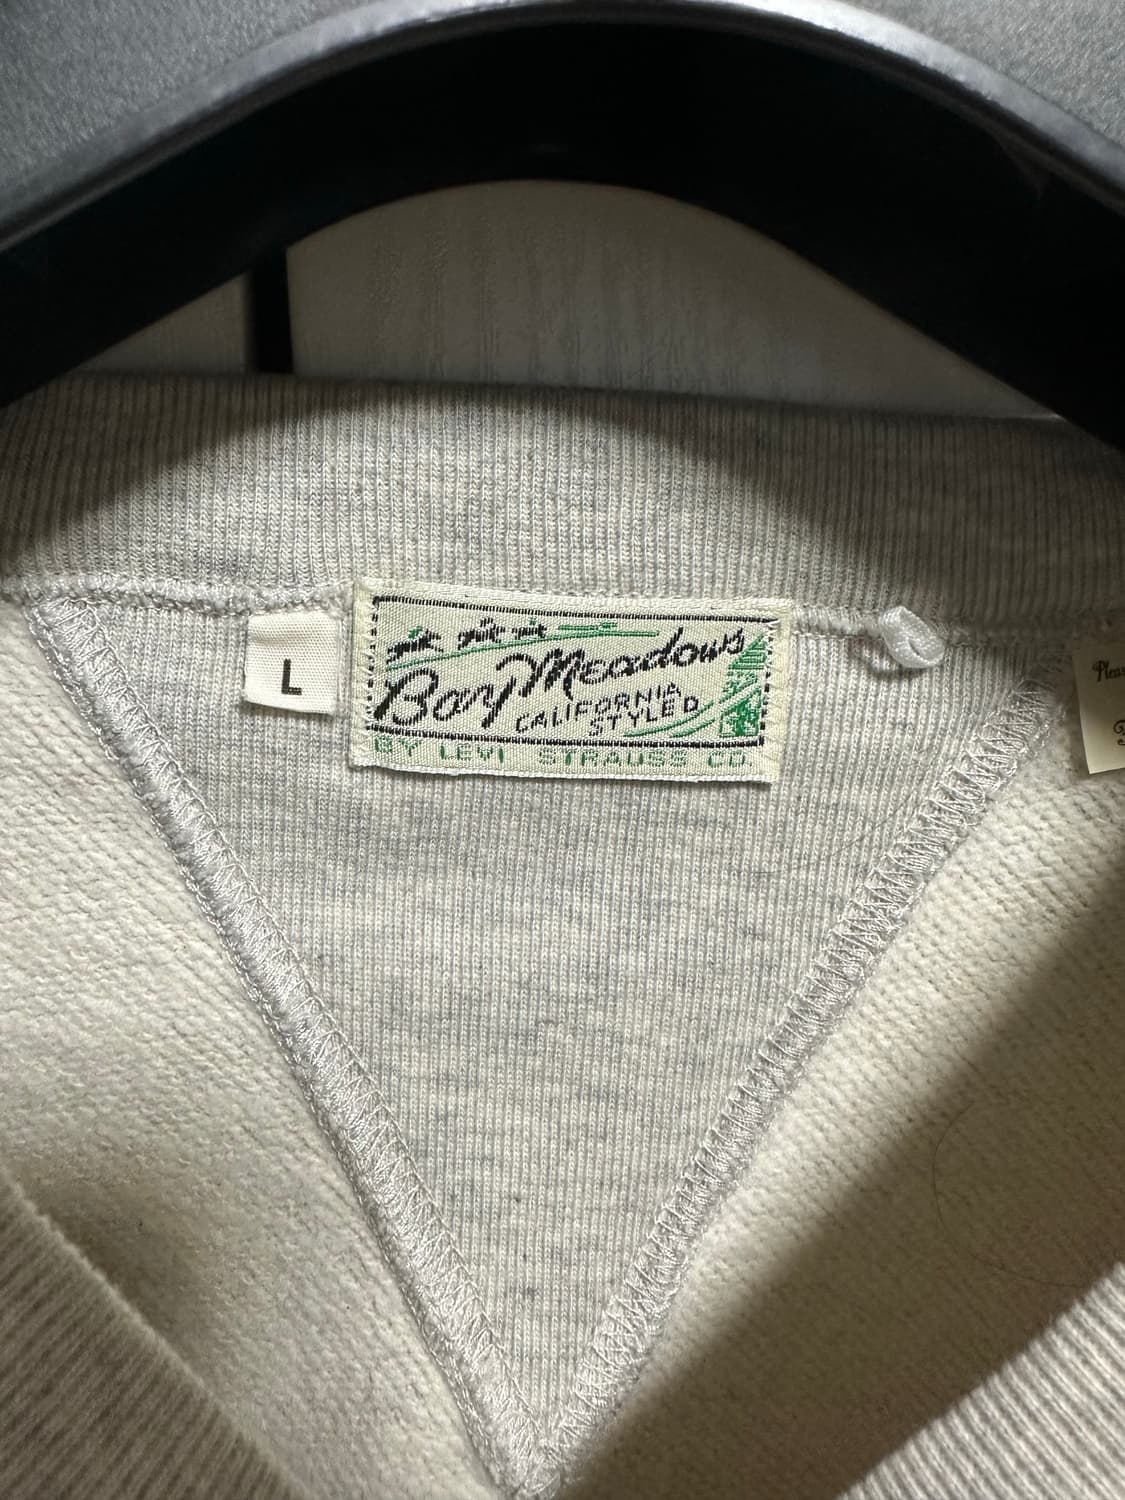 L
Bay Meadows
CALIFORNIA
STYLED
BY LEVI STRAUSS CO.